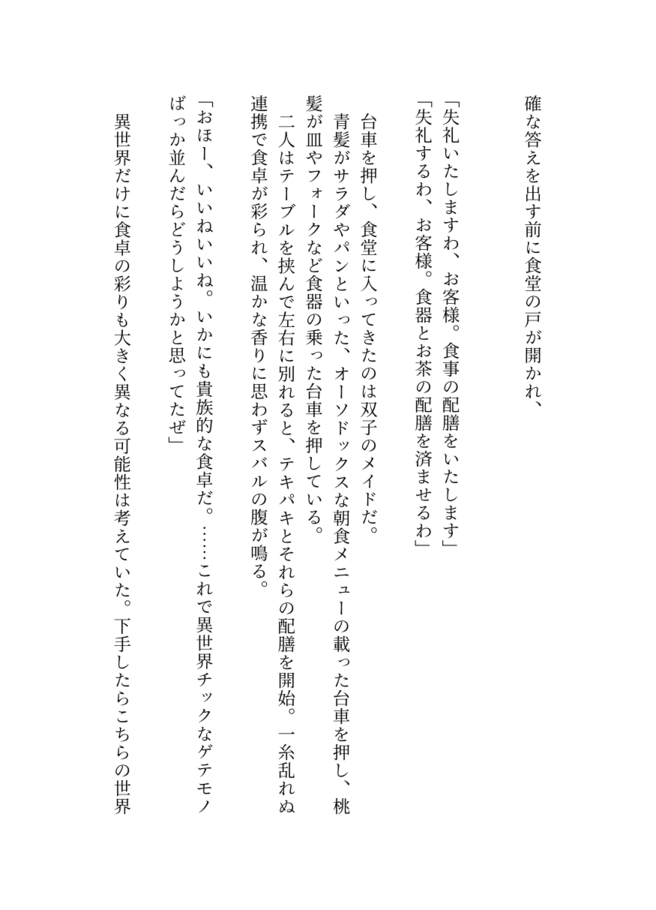 確な答えを出す前に食堂の戸が開かれ、
「失礼いたしますわ、お客様。食事の配膳をいたします」
「失礼するわ、お客様。食器とお茶の配膳を済ませるわ」
　台車を押し、食堂に入ってきたのは双子のメイドだ。
　青髪がサラダやパンといった、オーソドックスな朝食メニューの載った台車を押し、桃
髪が皿やフォークなど食器の乗った台車を押している。
　二人はテーブルを挟んで左右に別れると、テキパキとそれらの配膳を開始。一糸乱れぬ
連携で食卓が彩られ、温かな香りに思わずスバルの腹が鳴る。
「おほー、いいねいいね。いかにも貴族的な食卓だ。……これで異世界チックなゲテモノ
ばっか並んだらどうしようかと思ってたぜ」
　異世界だけに食卓の彩りも大きく異なる可能性は考えていた。下手したらこちらの世界